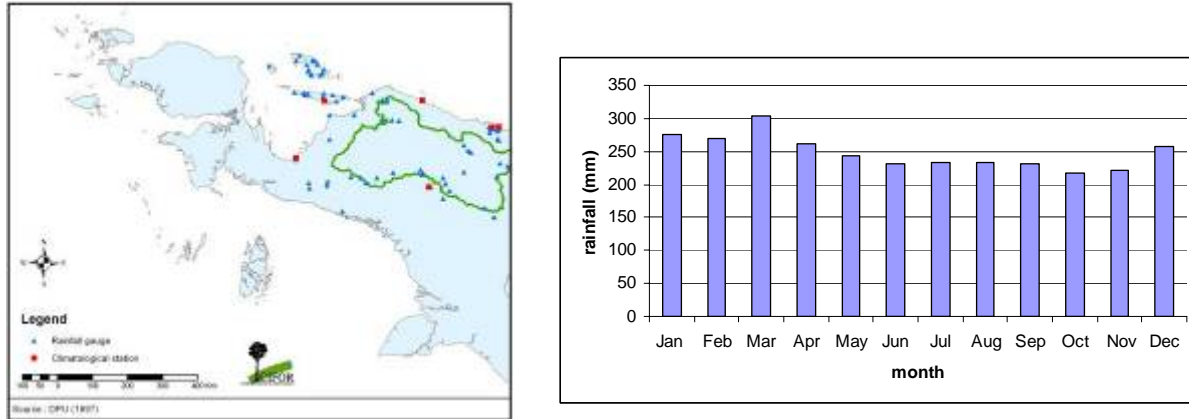 N
Legend
Rainfall gauge
Climatological station
Source : DPU (1997)
350
300
250
200
150
100
50
0
rainfall (mm)
Jan Feb Mar Apr May Jun Jul Aug Sep Oct Nov Dec
month